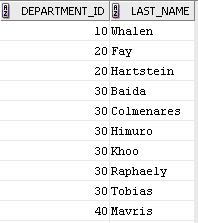 DEPARTMENT_ID LAST_NAME
10 Whalen
20 Fay
20 Hartstein
30 Baida
30 Colmenares
30 Himuro
30 Khoo
30 Raphaely
30 Tobias
40 Mavris